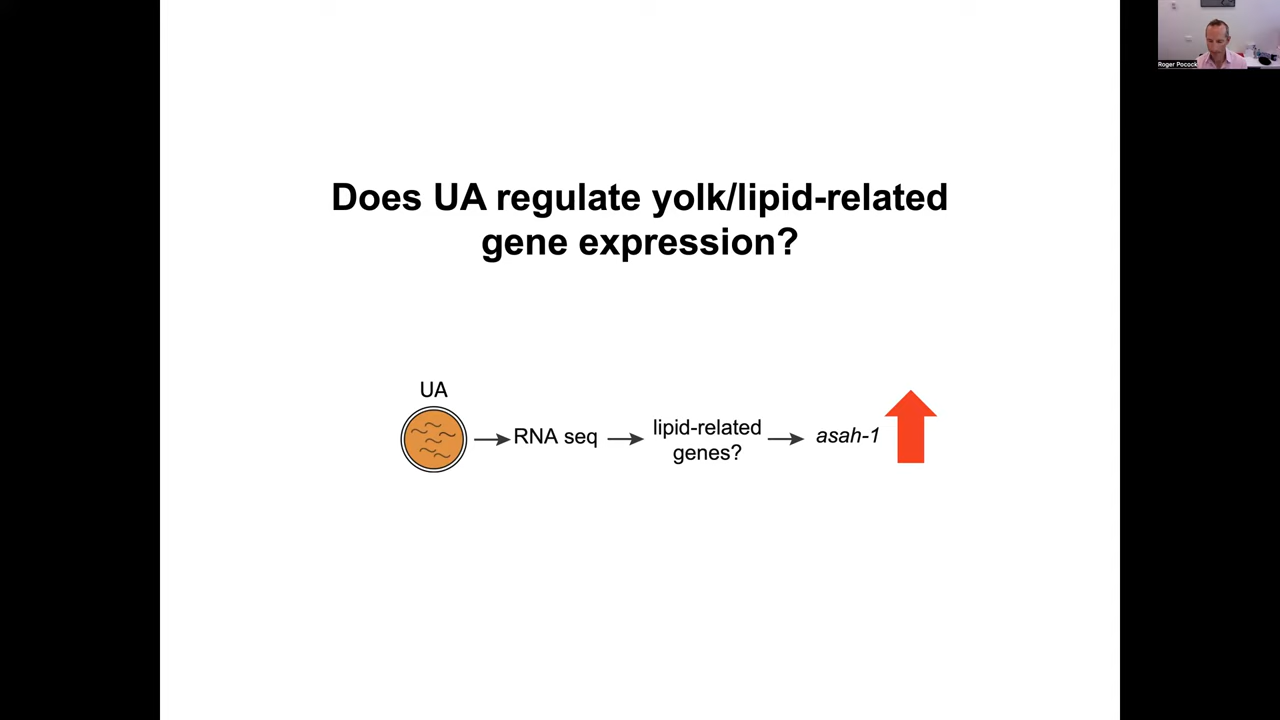 Roger Pocock
Does UA regulate yolk/lipid-related
gene expression?
UA
RNA seq
lipid-related
genes?
asah-1